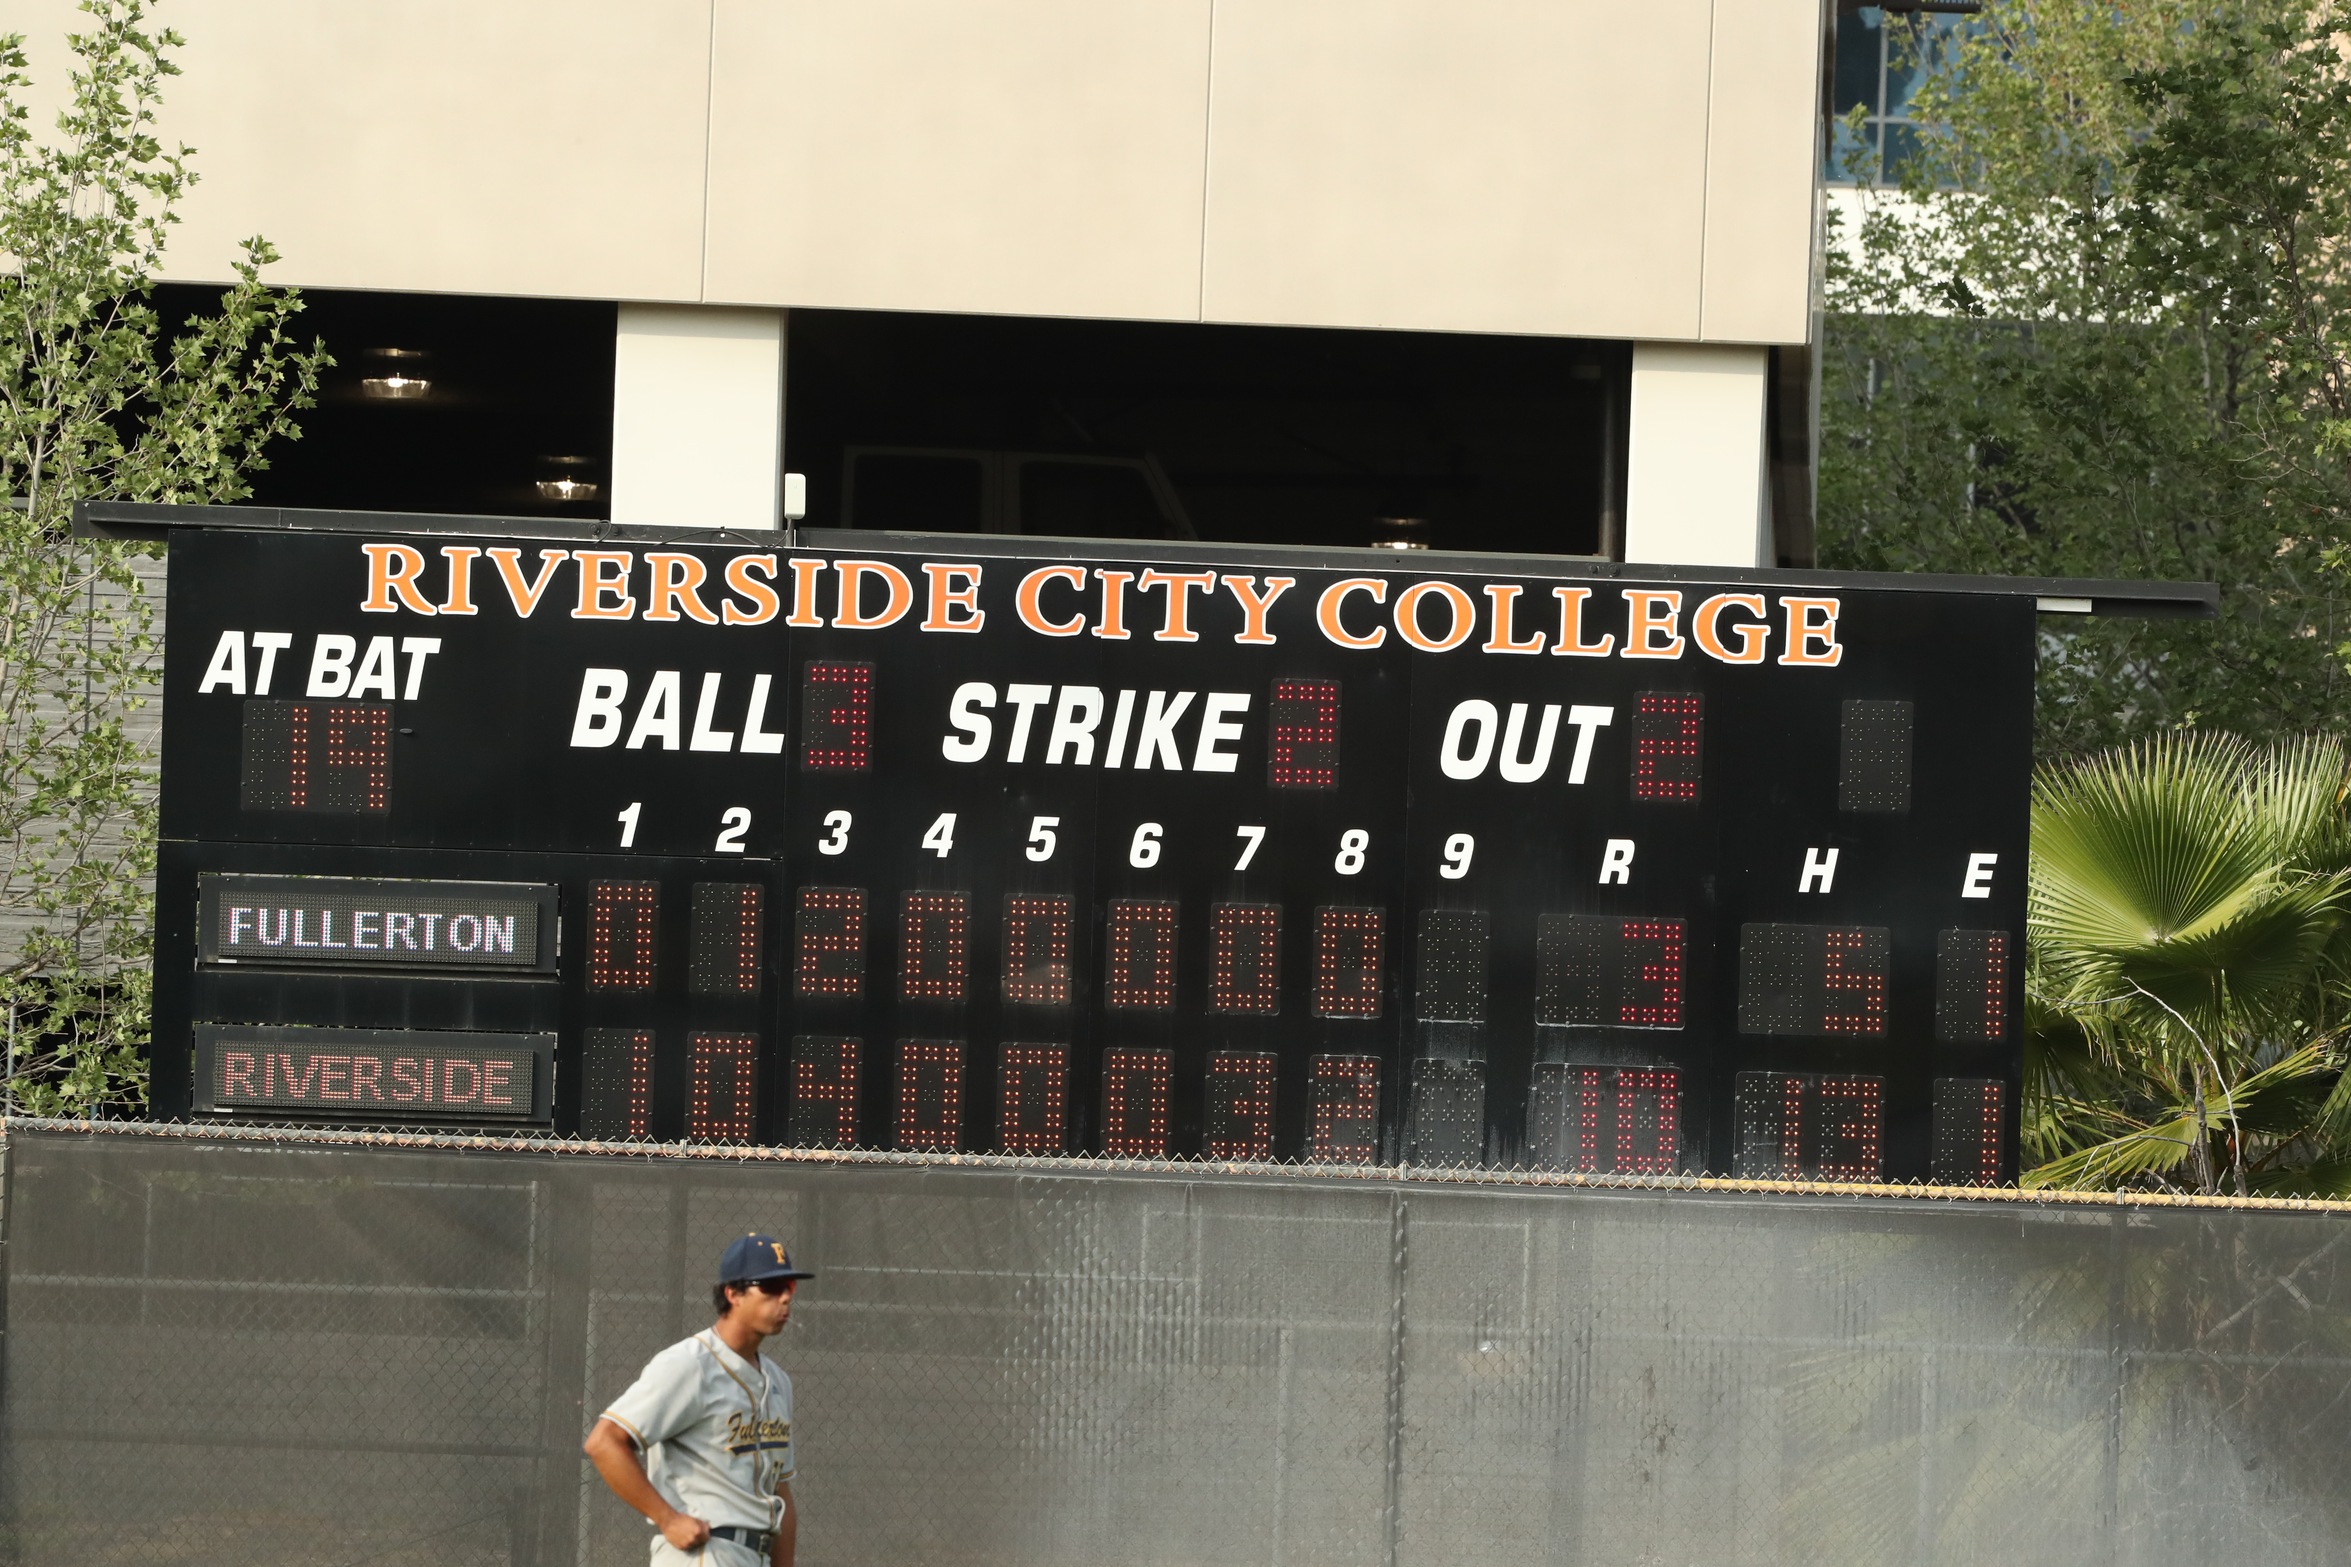 RIVERSIDE CITY COLLEGE
AT BAT 14 BALL 3 STRIKE 2 OUT 2
1 2 3 4 5 6 7 8 9 R H E
FULLERTON 0 1 2 0 0 0 0 0 3 5 1
RIVERSIDE 1 0 4 0 0 0 3 2 10 13 1
F
Fullerton